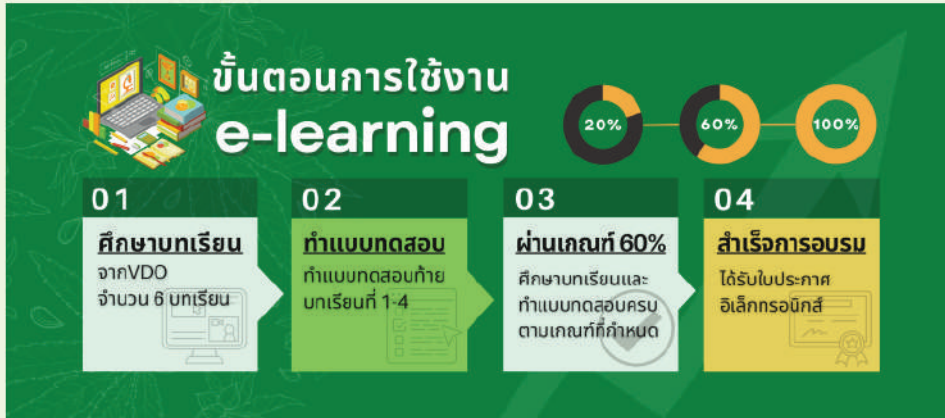 ขั้นตอนการใช้งาน
e-learning
20%
60%
100%
01
ศึกษาบทเรียน
จากVDO
จำนวน 6 บทเรียน
02
ทำแบบทดสอบ
ทำแบบทดสอบท้าย
บทเรียนที่ 1-4
03
ผ่านเกณฑ์ 60%
ศึกษาบทเรียนและ
ทำแบบทดสอบครบ
ตามเกณฑ์ที่กำหนด
04
สำเร็จการอบรม
ได้รับใบประกาศ
อิเล็กทรอนิกส์